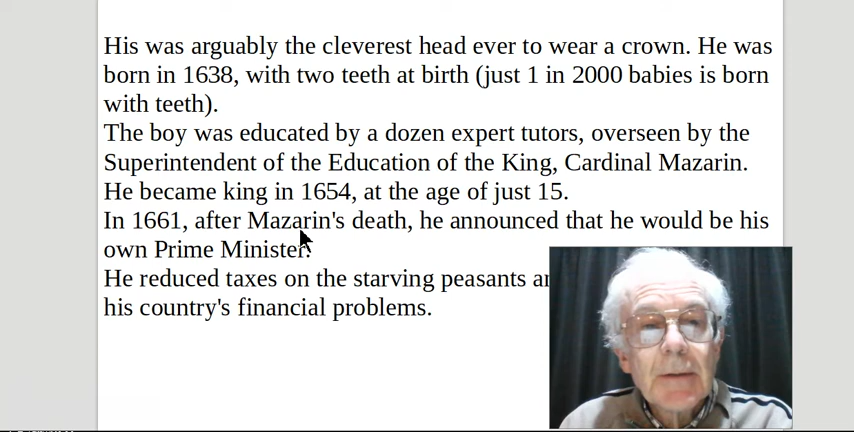 His was arguably the cleverest head ever to wear a crown. He was
born in 1638, with two teeth at birth (just 1 in 2000 babies is born
with teeth).
The boy was educated by a dozen expert tutors, overseen by the
Superintendent of the Education of the King, Cardinal Mazarin.
He became king in 1654, at the age of just 15.
In 1661, after Mazarin's death, he announced that he would be his
own Prime Minister.
He reduced taxes on the starving peasants
his country's financial problems.